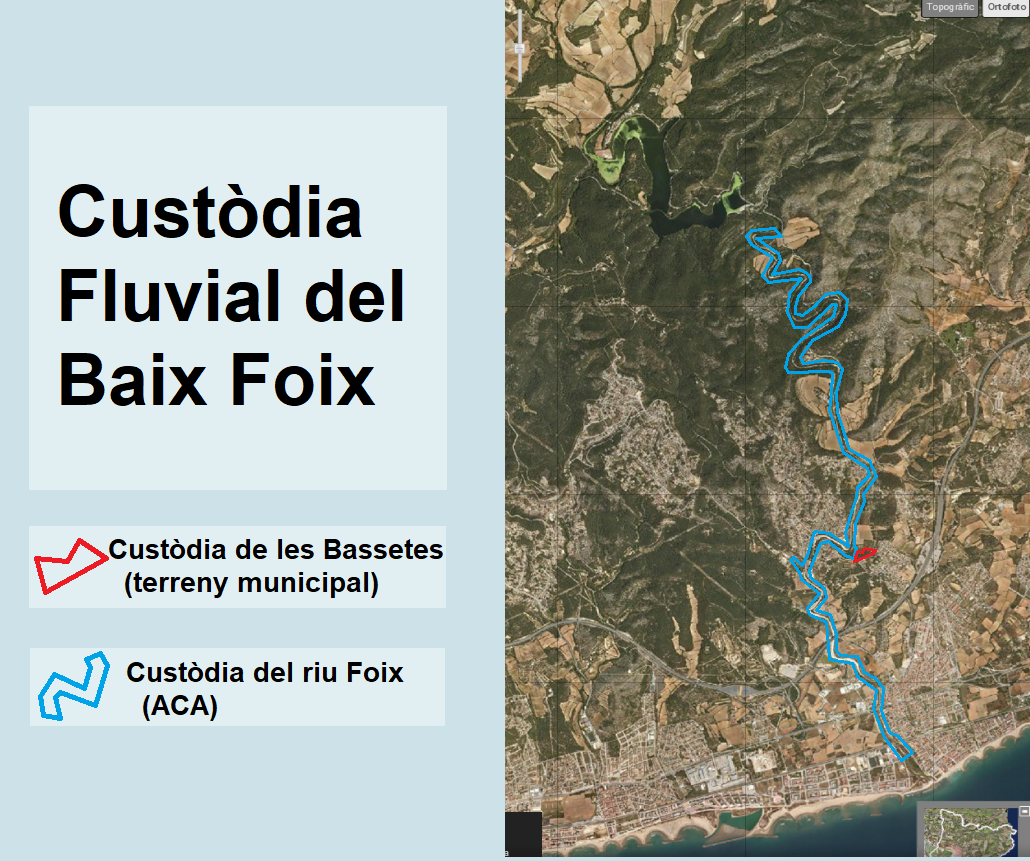 Topogràfic
Ortofoto
Custòdia
Fluvial del
Baix Foix
Custòdia de les Bassetes
(terreny municipal)
Custòdia del riu Foix
(ACA)